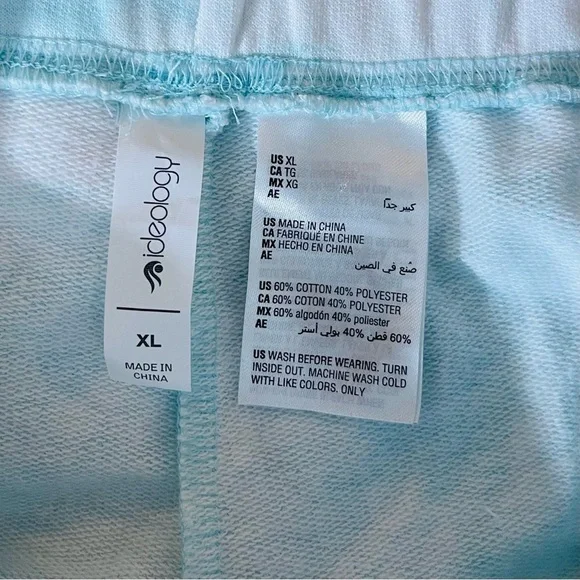 ideology
XL
MADE IN
CHINA
US XL
CA TG
MX XG
AE
كبير جدًا
US MADE IN CHINA
CA FABRIQUÉ EN CHINE
MX HECHO EN CHINA
AE
صُنع في الصين
US 60% COTTON 40% POLYESTER
CA 60% COTON 40% POLYESTER
MX 60% algodón 40% poliester
AE
60% قطن 40% بولي أستر
US WASH BEFORE WEARING. TURN
INSIDE OUT. MACHINE WASH COLD
WITH LIKE COLORS. ONLY